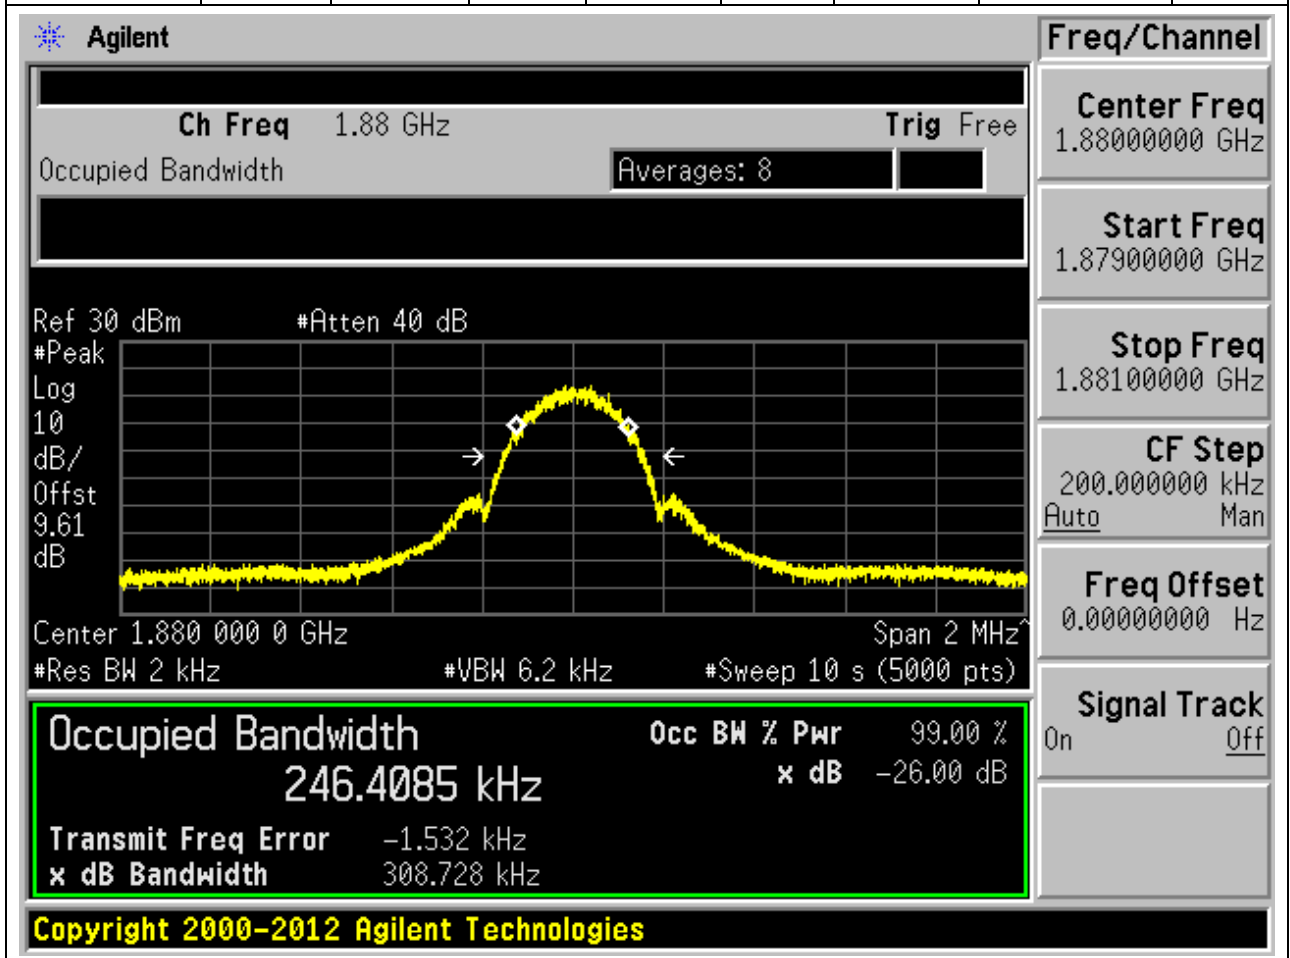 Agilent
Freq/Channel
Ch Freq 1.88 GHz Trig Free
Occupied Bandwidth Averages: 8
Center Freq
1.88000000 GHz
Start Freq
1.87900000 GHz
Stop Freq
1.88100000 GHz
CF Step
200.000000 kHz
Auto Man
Freq Offset
0.00000000 Hz
Signal Track
On Off
Ref 30 dBm #Atten 40 dB
#Peak
Log
10
dB/
Offst
9.61
dB
Center 1.880 000 0 GHz Span 2 MHz^
#Res BW 2 kHz #VBW 6.2 kHz #Sweep 10 s (5000 pts)
Occupied Bandwidth
246.4085 kHz
Occ BW % Pwr 99.00 %
x dB -26.00 dB
Transmit Freq Error -1.532 kHz
x dB Bandwidth 308.728 kHz
Copyright 2000-2012 Agilent Technologies